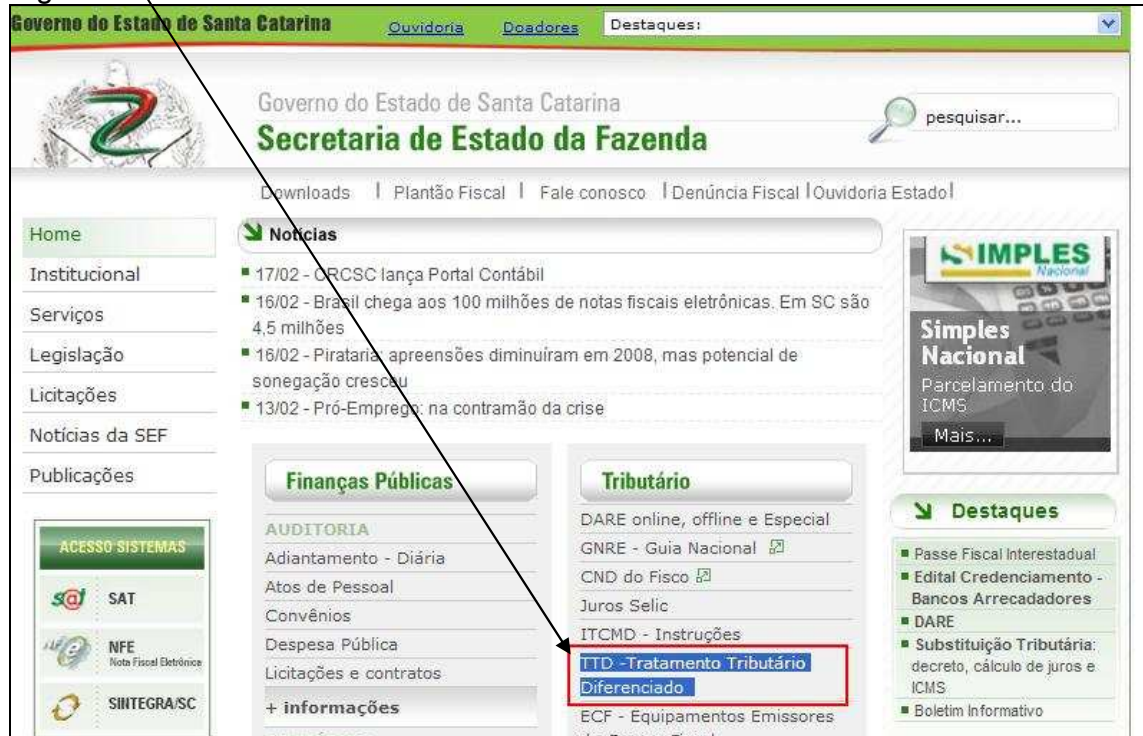 Governo do Estado de Santa Catarina
Ouvidoria
Doadores
Destaques:
Governo do Estado de Santa Catarina
Secretaria de Estado da Fazenda
pesquisar...
Downloads | Plantão Fiscal | Fale conosco | Denúncia Fiscal | Ouvidoria Estado |
Home
Institucional
Serviços
Legislação
Licitações
Notícias da SEF
Publicações
Notícias
17/02 - CRCSC lança Portal Contábil
16/02 - Brasil chega aos 100 milhões de notas fiscais eletrônicas. Em SC são
4,5 milhões
16/02 - Pirataria: apreensões diminuíram em 2008, mas potencial de
sonegação cresceu
13/02 - Pró-Emprego: na contramão da crise
SIMPLES
Nacional
Simples
Nacional
Parcelamento do
ICMS
Mais...
ACESSO SISTEMAS
s@t SAT
NFE
Nota Fiscal Eletrônica
SINTEGRA/SC
Finanças Públicas
AUDITORIA
Adiantamento - Diária
Atos de Pessoal
Convênios
Despesa Pública
Licitações e contratos
+ informações
Tributário
DARE online, offline e Especial
GNRE - Guia Nacional
CND do Fisco
Juros Selic
ITCMD - Instruções
TTD -Tratamento Tributário
Diferenciado
ECF - Equipamentos Emissores
Destaques
Passe Fiscal Interestadual
Edital Credenciamento -
Bancos Arrecadadores
DARE
Substituição Tributária:
decreto, cálculo de juros e
ICMS
Boletim Informativo